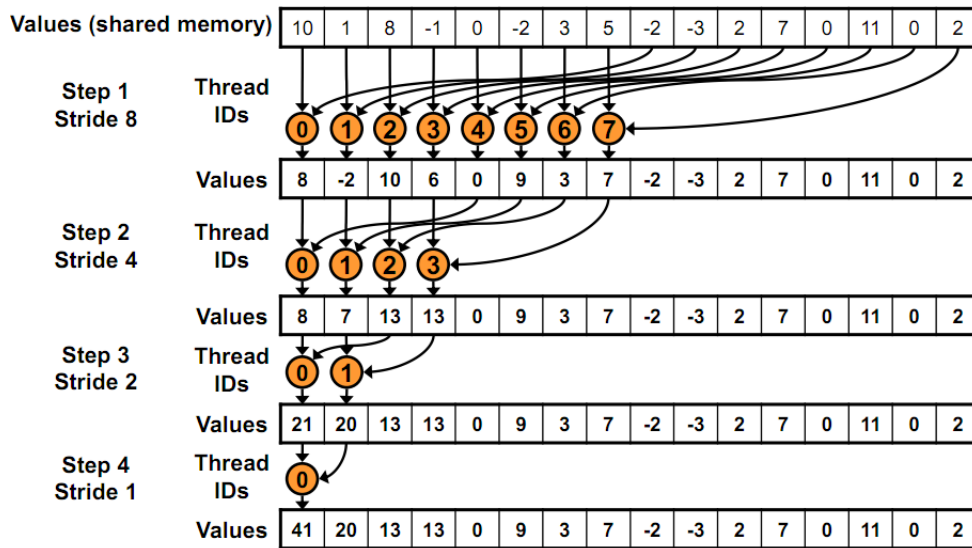 Values (shared memory) 10 1 8 -1 0 -2 3 5 -2 -3 2 7 0 11 0 2
Step 1 Thread
Stride 8 IDs
0 1 2 3 4 5 6 7
Values 8 -2 10 6 0 9 3 7 -2 -3 2 7 0 11 0 2
Step 2 Thread
Stride 4 IDs
0 1 2 3
Values 8 7 13 13 0 9 3 7 -2 -3 2 7 0 11 0 2
Step 3 Thread
Stride 2 IDs
0 1
Values 21 20 13 13 0 9 3 7 -2 -3 2 7 0 11 0 2
Step 4 Thread
Stride 1 IDs
0
Values 41 20 13 13 0 9 3 7 -2 -3 2 7 0 11 0 2